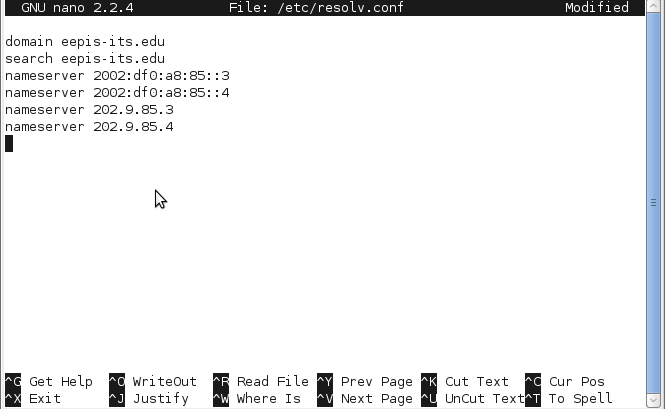 GNU nano 2.2.4 File: /etc/resolv.conf Modified
domain eepis-its.edu
search eepis-its.edu
nameserver 2002:df0:a8:85::3
nameserver 2002:df0:a8:85::4
nameserver 202.9.85.3
nameserver 202.9.85.4
^G Get Help ^O WriteOut ^R Read File ^Y Prev Page ^K Cut Text ^C Cur Pos
^X Exit ^J Justify ^W Where Is ^V Next Page ^U UnCut Text ^T To Spell